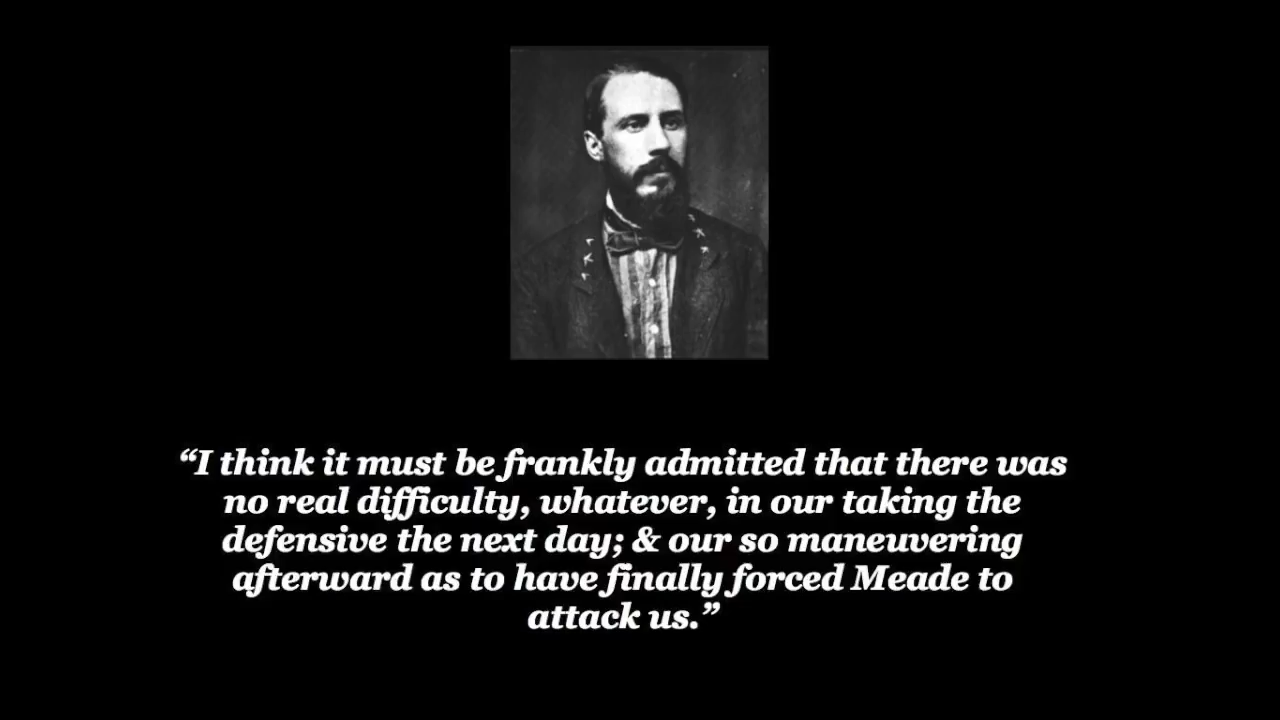 “I think it must be frankly admitted that there was
no real difficulty, whatever, in our taking the
defensive the next day; & our so maneuvering
afterward as to have finally forced Meade to
attack us.”